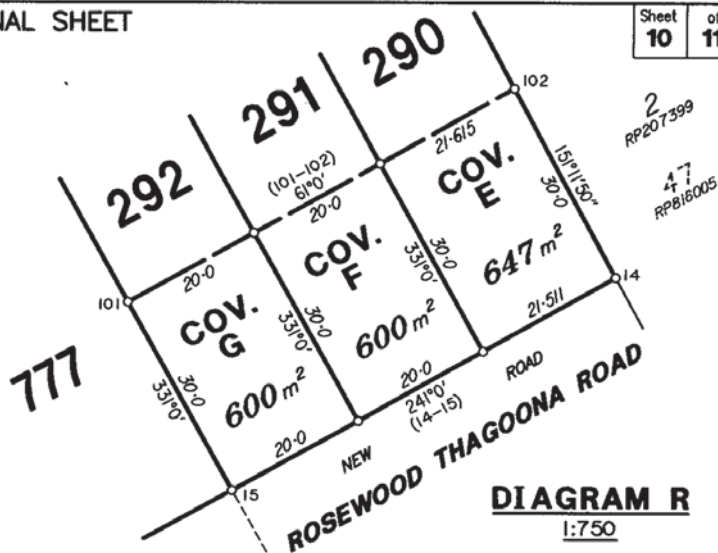 NAL SHEET
Sheet
10
of
11
290
291
292
777
102
2
RP207399
47
RP816005
(101-102)
61°0'
21·615
20·0
20·0
101
COV.
E
647 m²
151°11'50"
30·0
COV.
F
600 m²
30·0
331°0'
COV.
G
600 m²
30·0
331°0'
30·0
331°0'
14
21·511
20·0
241°0'
(14-15)
20·0
15
NEW
ROAD
ROSEWOOD THAGOONA ROAD
DIAGRAM R
1:750